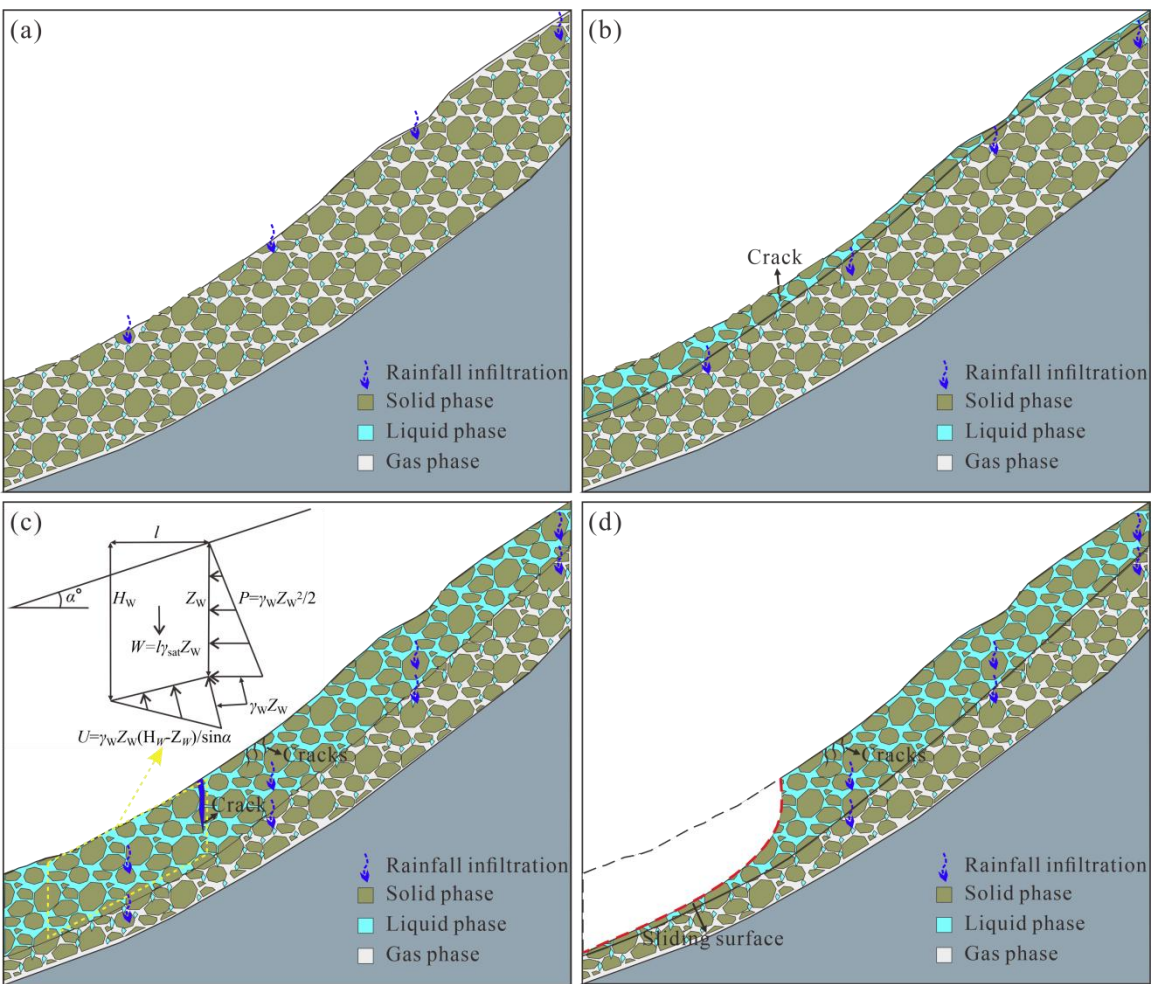 (a)
Rainfall infiltration
Solid phase
Liquid phase
Gas phase
(b)
Crack
Rainfall infiltration
Solid phase
Liquid phase
Gas phase
(c)
l
α°
H_W
Z_W
P=γ_WZ_W²/2
W=lγ_satZ_W
γ_WZ_W
U=γ_WZ_W(H_W-Z_W)/sinα
Cracks
Crack
Rainfall infiltration
Solid phase
Liquid phase
Gas phase
(d)
Cracks
Sliding surface
Rainfall infiltration
Solid phase
Liquid phase
Gas phase